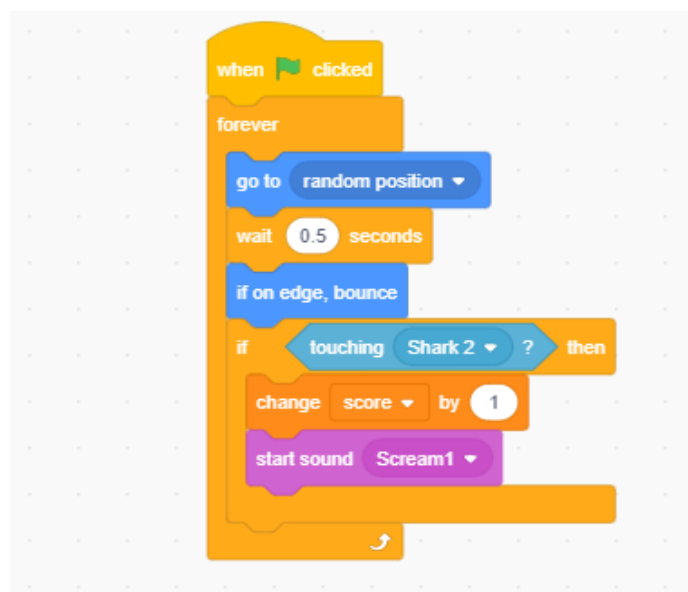 when clicked
forever
go to random position
wait 0.5 seconds
if on edge, bounce
if touching Shark 2 ? then
change score by 1
start sound Scream1